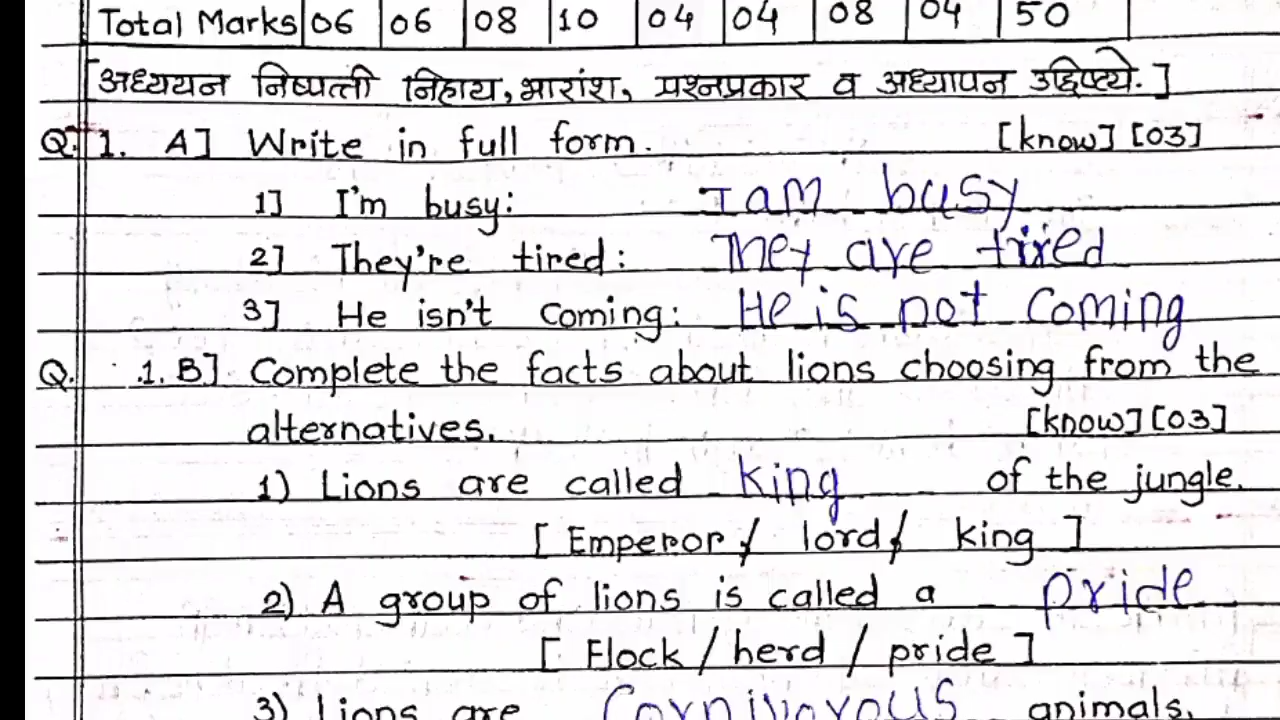 Total Marks 06 06 08 10 04 04 08 04 50
[अध्ययन निष्पत्ती निहाय, भारांश, प्रश्नप्रकार व अध्यापन उद्दिष्टये.]
Q. 1. A] Write in full form. [know] [03]
1] I'm busy: I am busy
2] They're tired: They are tired
3] He isn't coming: He is not coming
Q. 1. B] Complete the facts about lions choosing from the
alternatives. [know] [03]
1) Lions are called king of the jungle.
[Emperor / lord / king]
2) A group of lions is called a pride
[Flock / herd / pride]
3) Lions are Cornivorous animals.